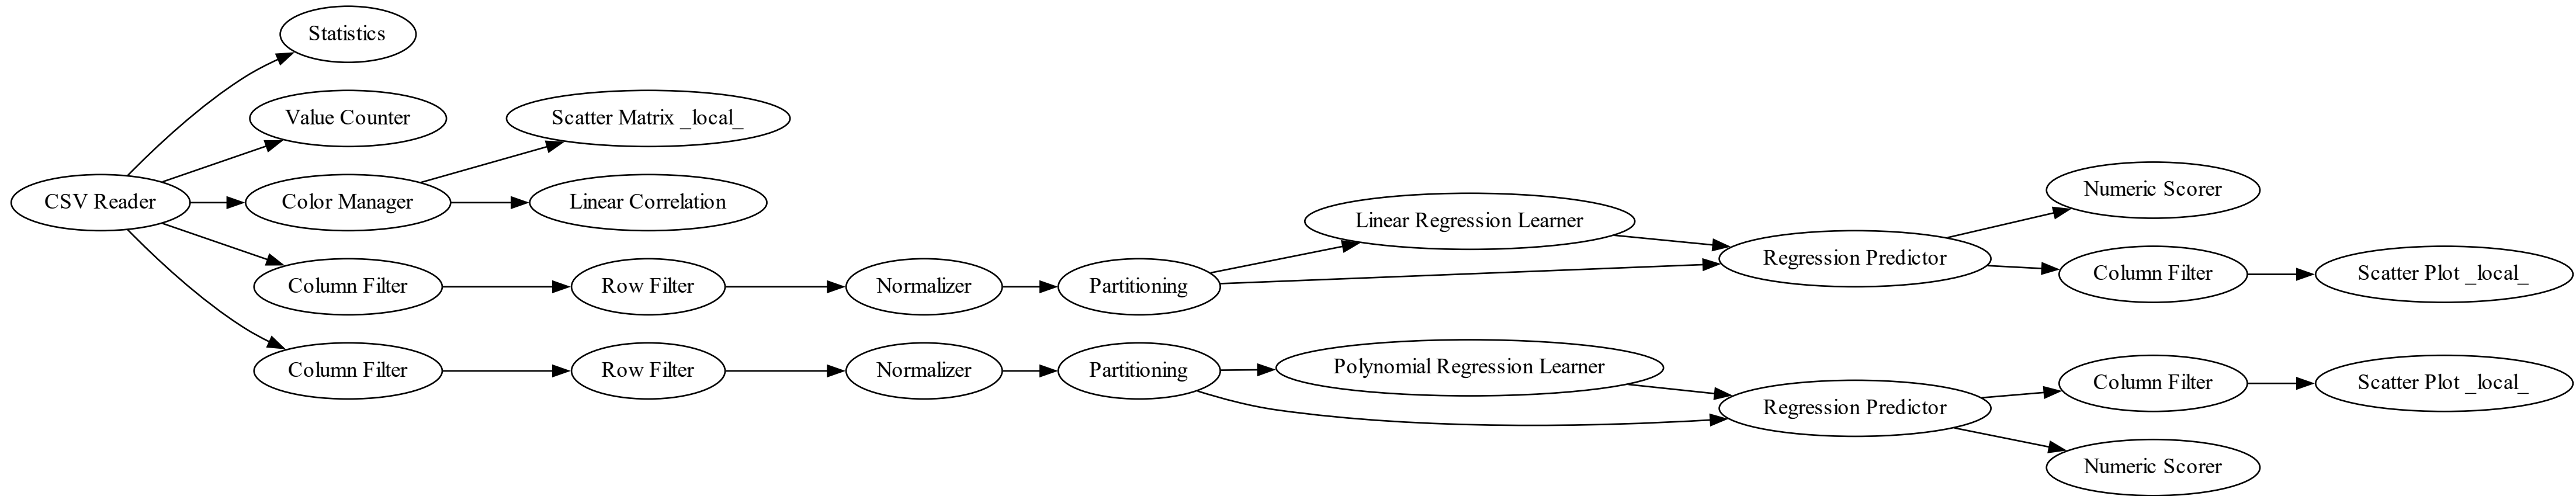 Statistics
Value Counter
Scatter Matrix _local_
CSV Reader
Color Manager
Linear Correlation
Numeric Scorer
Linear Regression Learner
Regression Predictor
Column Filter
Row Filter
Normalizer
Partitioning
Column Filter
Scatter Plot _local_
Column Filter
Row Filter
Normalizer
Partitioning
Polynomial Regression Learner
Regression Predictor
Column Filter
Scatter Plot _local_
Numeric Scorer